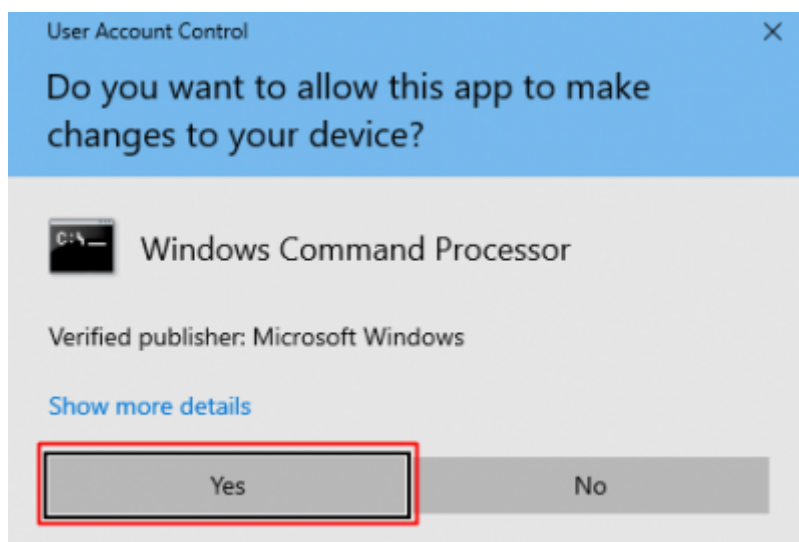 User Account Control
Do you want to allow this app to make
changes to your device?
C:\
Windows Command Processor
Verified publisher: Microsoft Windows
Show more details
Yes
No